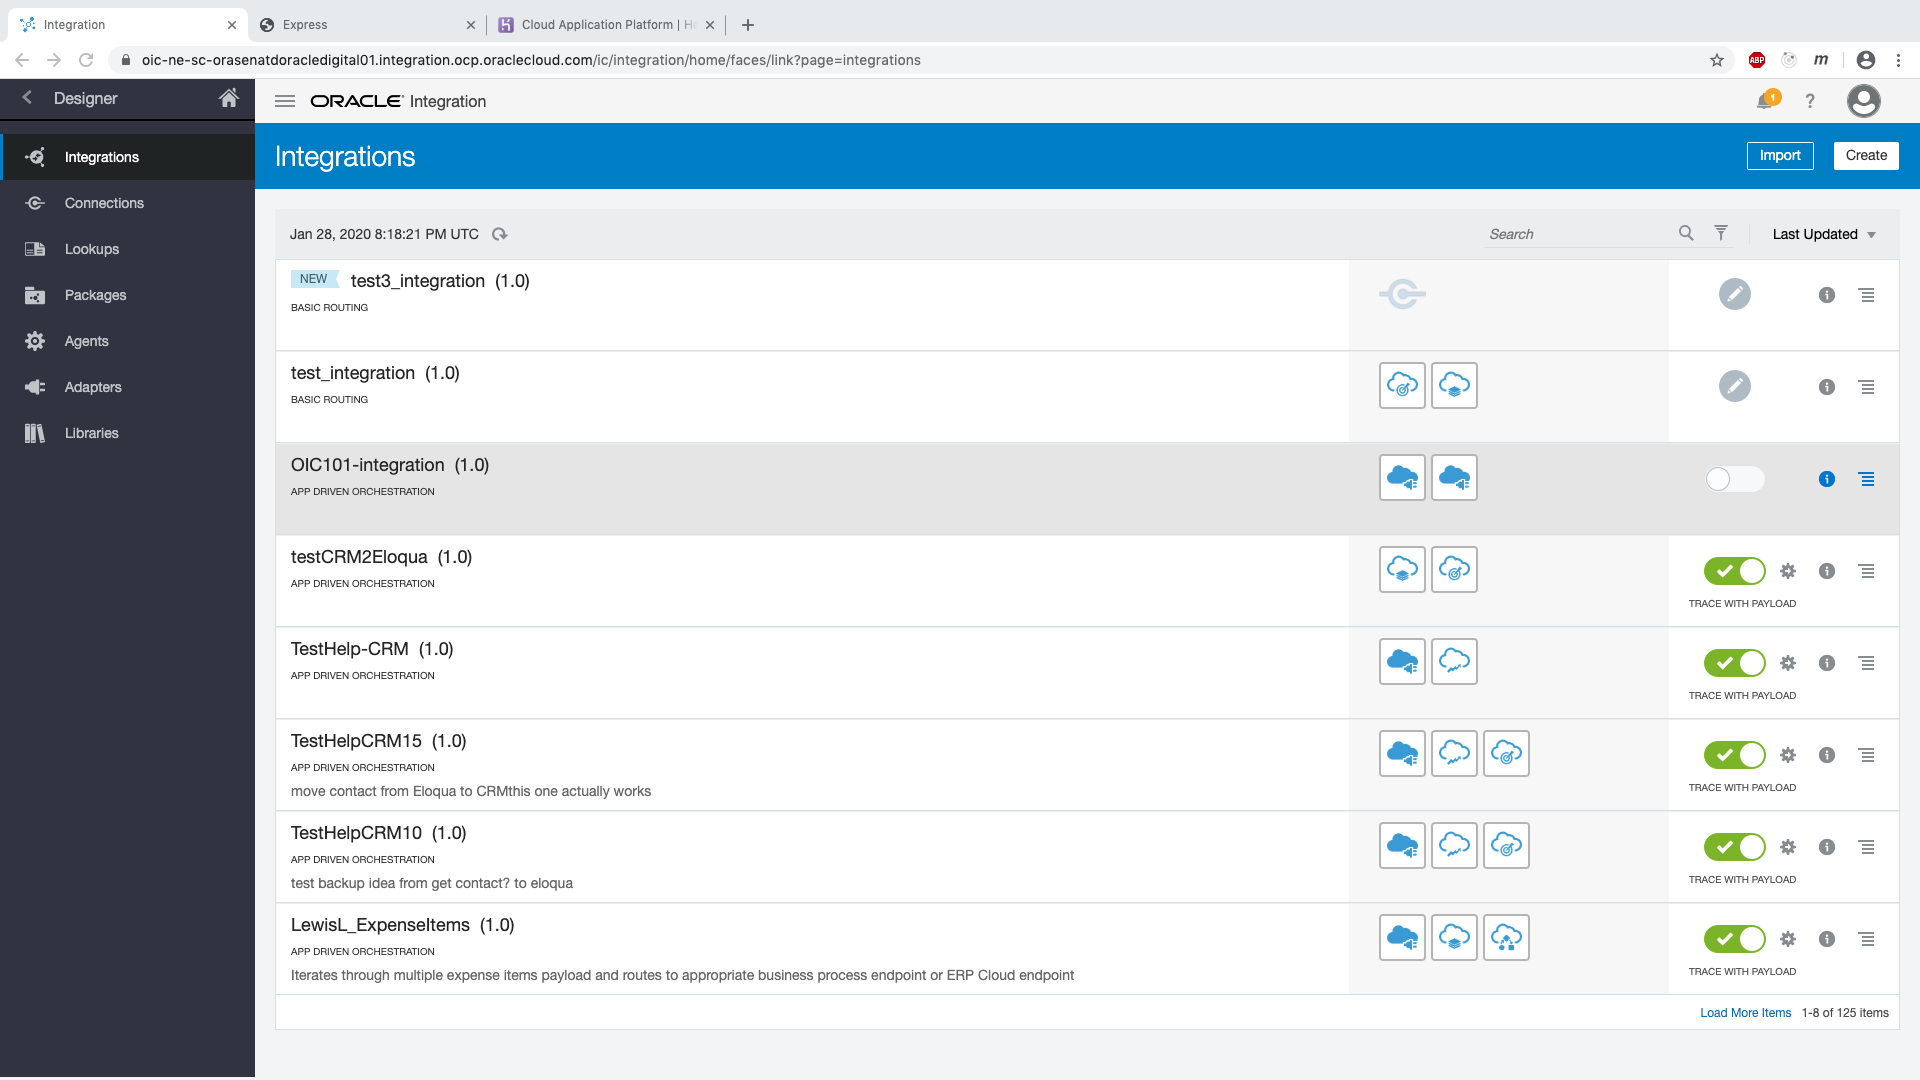 Integration
Express
Cloud Application Platform | H
oic-ne-sc-orasenatdoracledigital01.integration.ocp.oraclecloud.com/ic/integration/home/faces/link?page=integrations
ABP
m
Designer
ORACLE Integration
1
?
Integrations
Connections
Lookups
Packages
Agents
Adapters
Libraries
Integrations
Import
Create
Jan 28, 2020 8:18:21 PM UTC
Search
Last Updated
NEW test3_integration (1.0)
BASIC ROUTING
test_integration (1.0)
BASIC ROUTING
OIC101-integration (1.0)
APP DRIVEN ORCHESTRATION
testCRM2Eloqua (1.0)
APP DRIVEN ORCHESTRATION
TRACE WITH PAYLOAD
TestHelp-CRM (1.0)
APP DRIVEN ORCHESTRATION
TRACE WITH PAYLOAD
TestHelpCRM15 (1.0)
APP DRIVEN ORCHESTRATION
move contact from Eloqua to CRMthis one actually works
TRACE WITH PAYLOAD
TestHelpCRM10 (1.0)
APP DRIVEN ORCHESTRATION
test backup idea from get contact? to eloqua
TRACE WITH PAYLOAD
LewisL_ExpenseItems (1.0)
APP DRIVEN ORCHESTRATION
Iterates through multiple expense items payload and routes to appropriate business process endpoint or ERP Cloud endpoint
TRACE WITH PAYLOAD
Load More Items 1-8 of 125 items